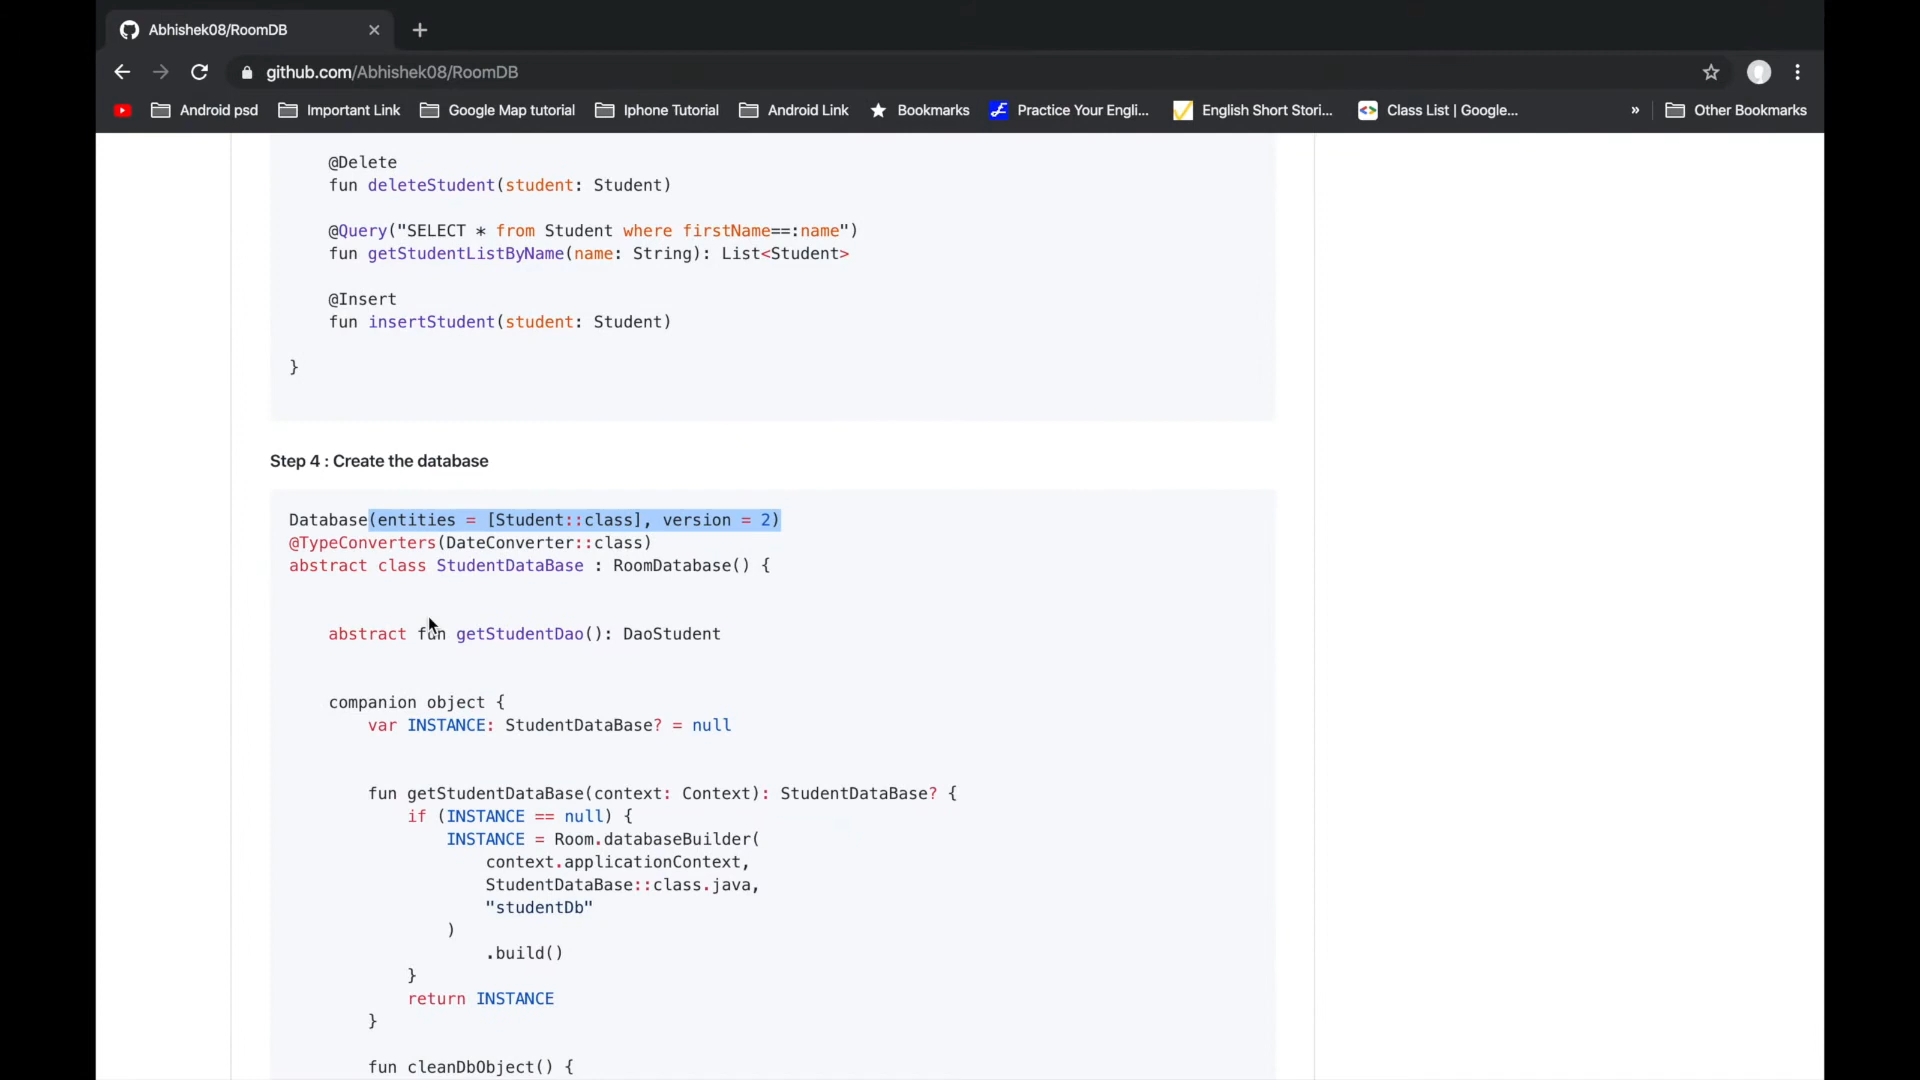 Abhishek08/RoomDB
github.com/Abhishek08/RoomDB
Android psd Important Link Google Map tutorial Iphone Tutorial Android Link Bookmarks Practice Your Engli... English Short Stori... Class List | Google... » Other Bookmarks
@Delete
fun deleteStudent(student: Student)
@Query("SELECT * from Student where firstName==:name")
fun getStudentListByName(name: String): List<Student>
@Insert
fun insertStudent(student: Student)
}
Step 4 : Create the database
Database(entities = [Student::class], version = 2)
@TypeConverters(DateConverter::class)
abstract class StudentDataBase : RoomDatabase() {
abstract fun getStudentDao(): DaoStudent
companion object {
var INSTANCE: StudentDataBase? = null
fun getStudentDataBase(context: Context): StudentDataBase? {
if (INSTANCE == null) {
INSTANCE = Room.databaseBuilder(
context.applicationContext,
StudentDataBase::class.java,
"studentDb"
)
.build()
}
return INSTANCE
}
fun cleanDbObject() {